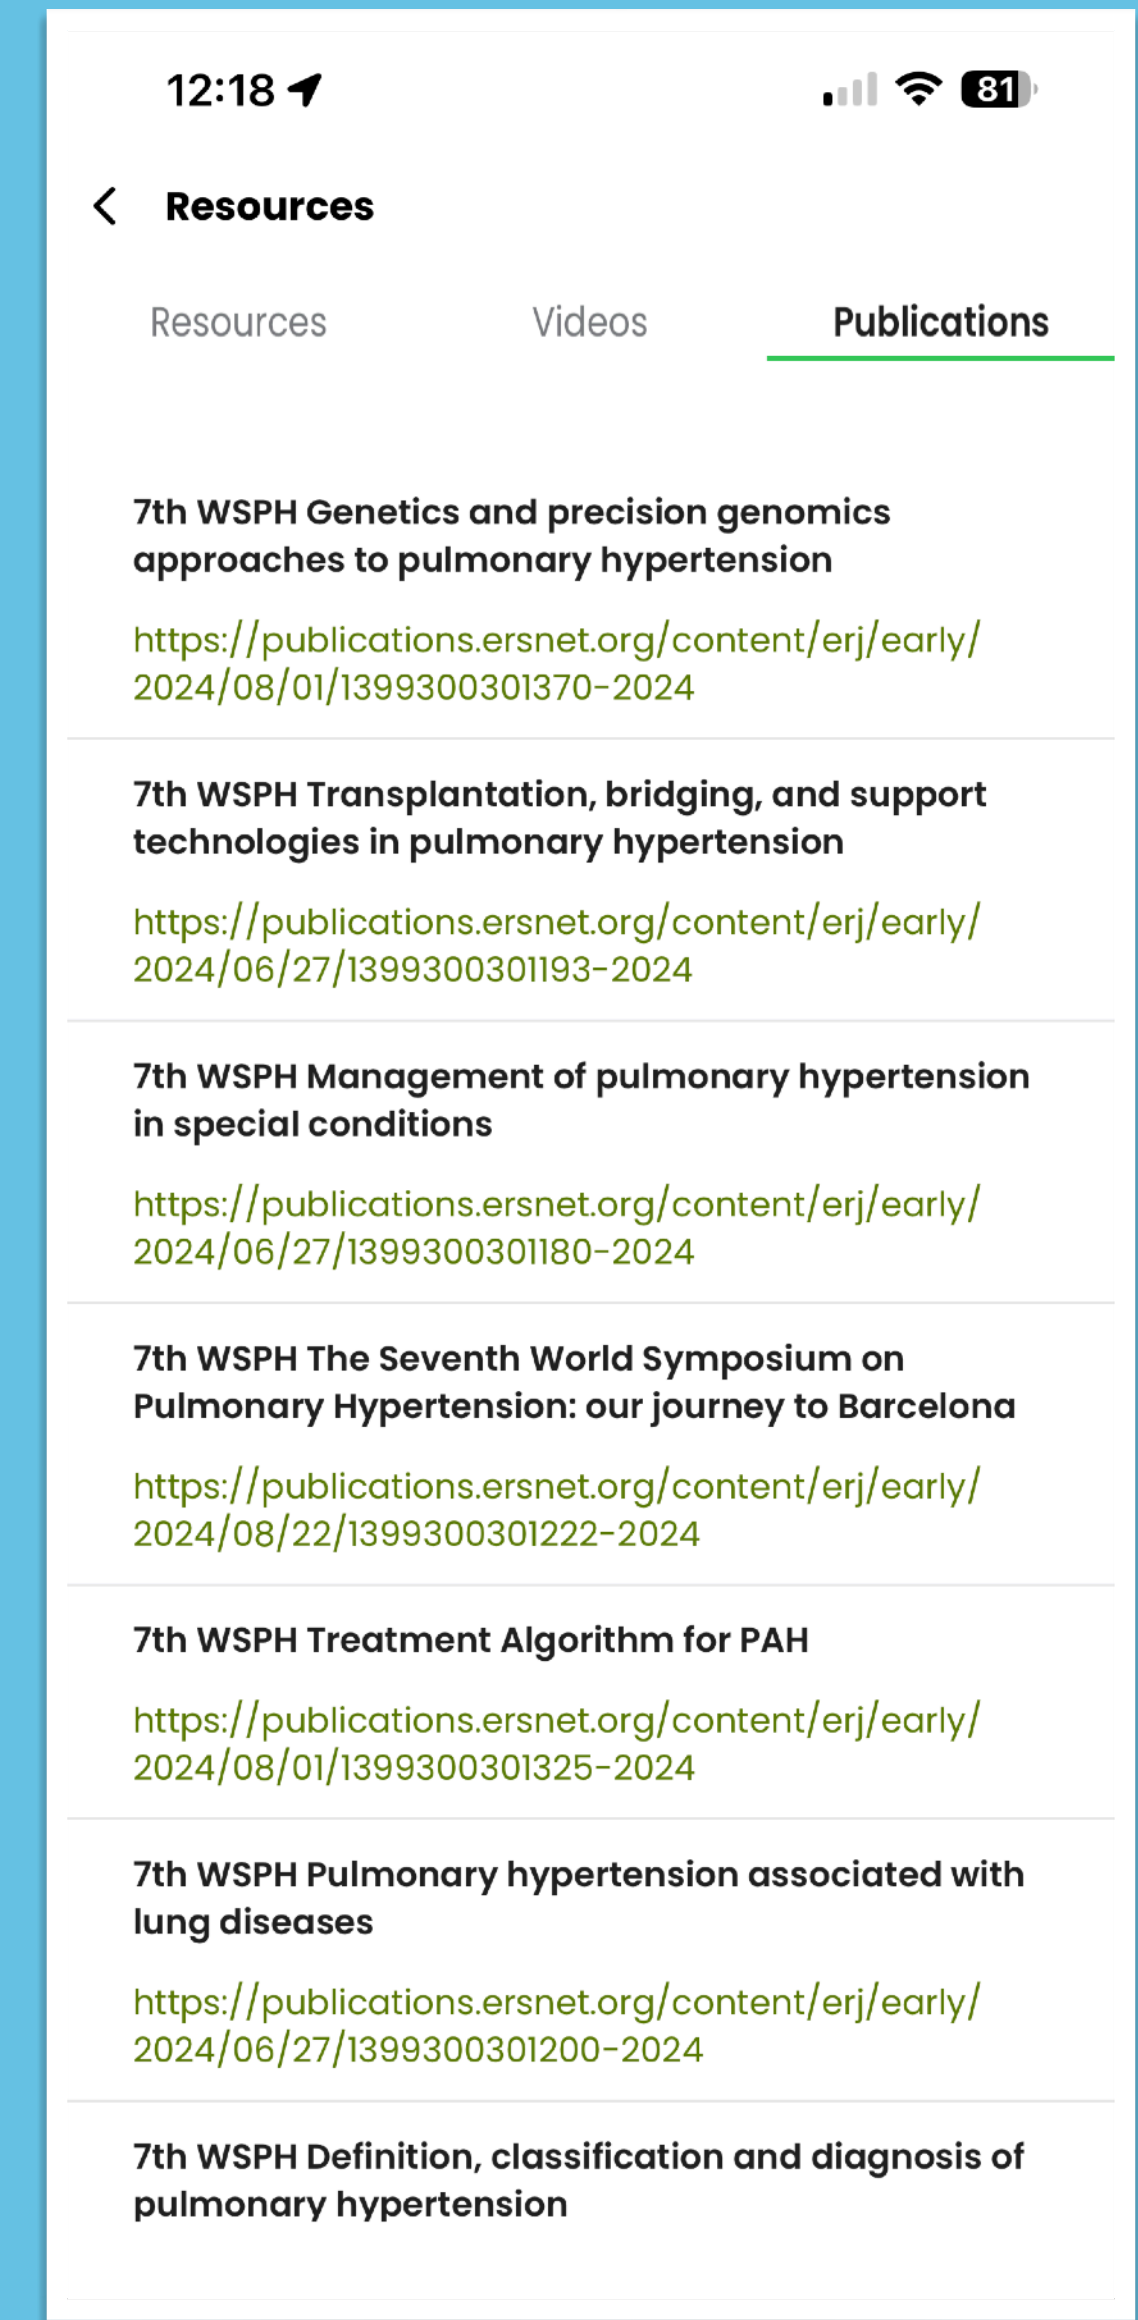 12:18
81
Resources
Resources Videos Publications
7th WSPH Genetics and precision genomics
approaches to pulmonary hypertension
https://publications.ersnet.org/content/erj/early/
2024/08/01/1399300301370-2024
7th WSPH Transplantation, bridging, and support
technologies in pulmonary hypertension
https://publications.ersnet.org/content/erj/early/
2024/06/27/1399300301193-2024
7th WSPH Management of pulmonary hypertension
in special conditions
https://publications.ersnet.org/content/erj/early/
2024/06/27/1399300301180-2024
7th WSPH The Seventh World Symposium on
Pulmonary Hypertension: our journey to Barcelona
https://publications.ersnet.org/content/erj/early/
2024/08/22/1399300301222-2024
7th WSPH Treatment Algorithm for PAH
https://publications.ersnet.org/content/erj/early/
2024/08/01/1399300301325-2024
7th WSPH Pulmonary hypertension associated with
lung diseases
https://publications.ersnet.org/content/erj/early/
2024/06/27/1399300301200-2024
7th WSPH Definition, classification and diagnosis of
pulmonary hypertension